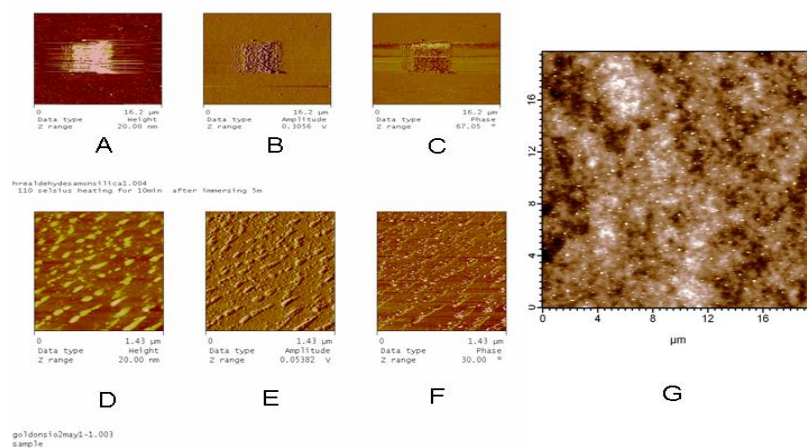 0 16.2 µm
Data type Height
Z range 20.00 nm
0 16.2 µm
Data type Amplitude
Z range 0.3056 V
0 16.2 µm
Data type Phase
Z range 67.05 °
A
B
C
hrealdehydesamonsilica1.004
110 selsius heating for 10min after immersing 5m
0 1.43 µm
Data type Height
Z range 20.00 nm
0 1.43 µm
Data type Amplitude
Z range 0.05382 V
0 1.43 µm
Data type Phase
Z range 30.00 °
D
E
F
goldonsio2may1-1.003
sample
16
12
8
4
0
0 4 8 12 16
µm
G